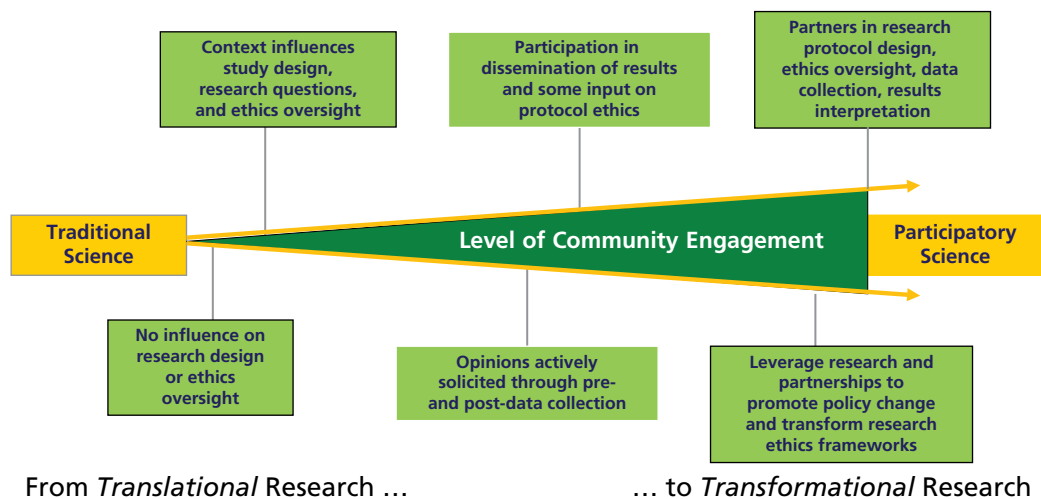 Context influences
study design,
research questions,
and ethics oversight
Participation in
dissemination of results
and some input on
protocol ethics
Partners in research
protocol design,
ethics oversight, data
collection, results
interpretation
Traditional
Science
Level of Community Engagement
Participatory
Science
No influence on
research design
or ethics
oversight
Opinions actively
solicited through pre-
and post-data collection
Leverage research and
partnerships to
promote policy change
and transform research
ethics frameworks
From Translational Research …
… to Transformational Research